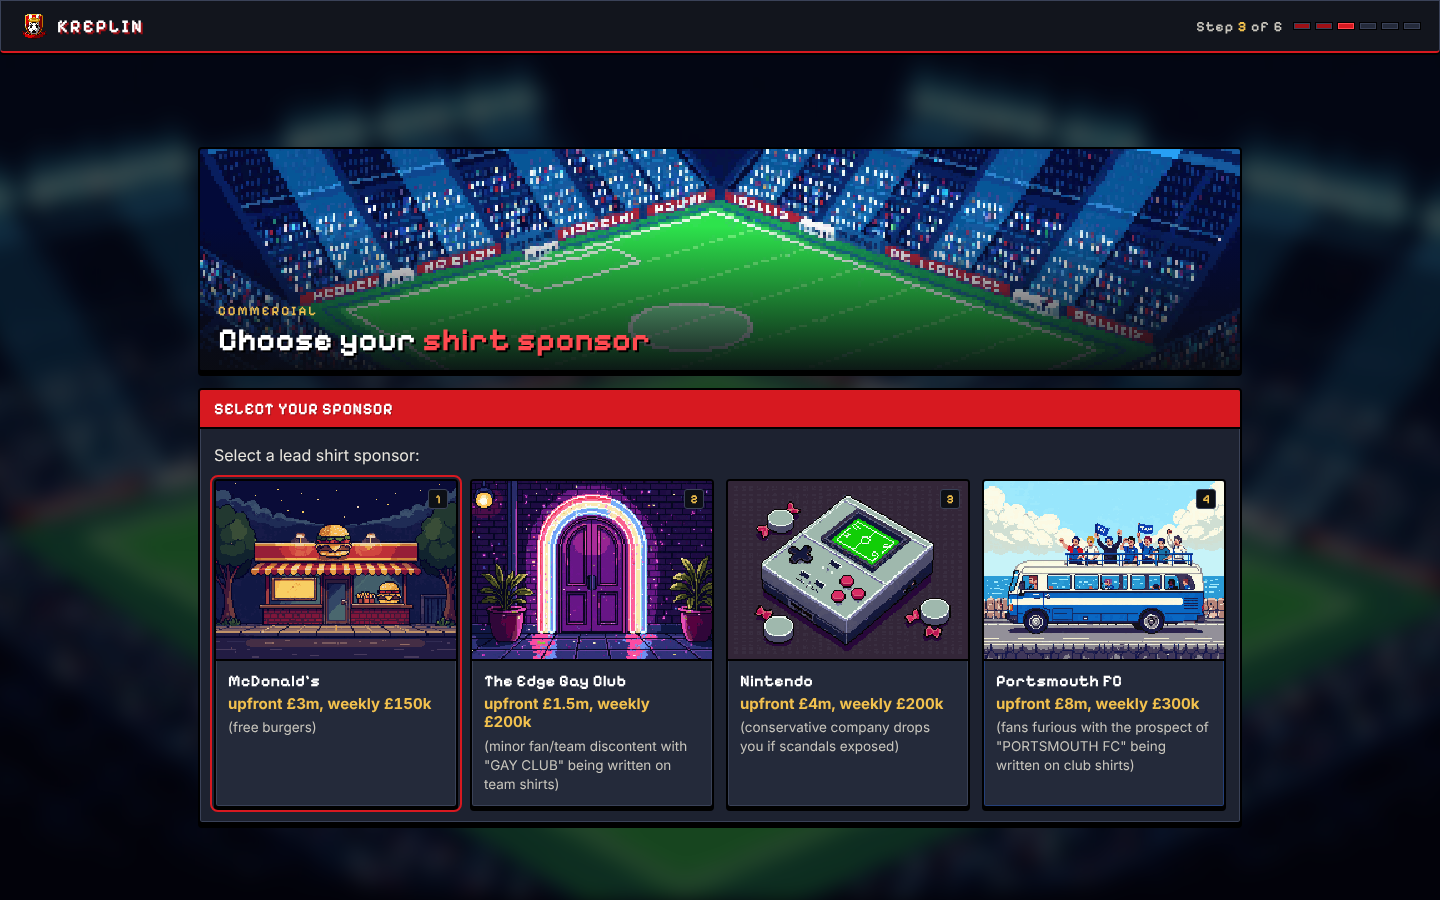 KREPLIN
Step 3 of 6
COMMERCIAL
Choose your shirt sponsor
SELECT YOUR SPONSOR
Select a lead shirt sponsor:
1
McDonald's
upfront £3m, weekly £150k
(free burgers)
2
The Edge Gay Club
upfront £1.5m, weekly
£200k
(minor fan/team discontent with
"GAY CLUB" being written on
team shirts)
3
Nintendo
upfront £4m, weekly £200k
(conservative company drops
you if scandals exposed)
4
Portsmouth FC
upfront £8m, weekly £300k
(fans furious with the prospect of
"PORTSMOUTH FC" being
written on club shirts)